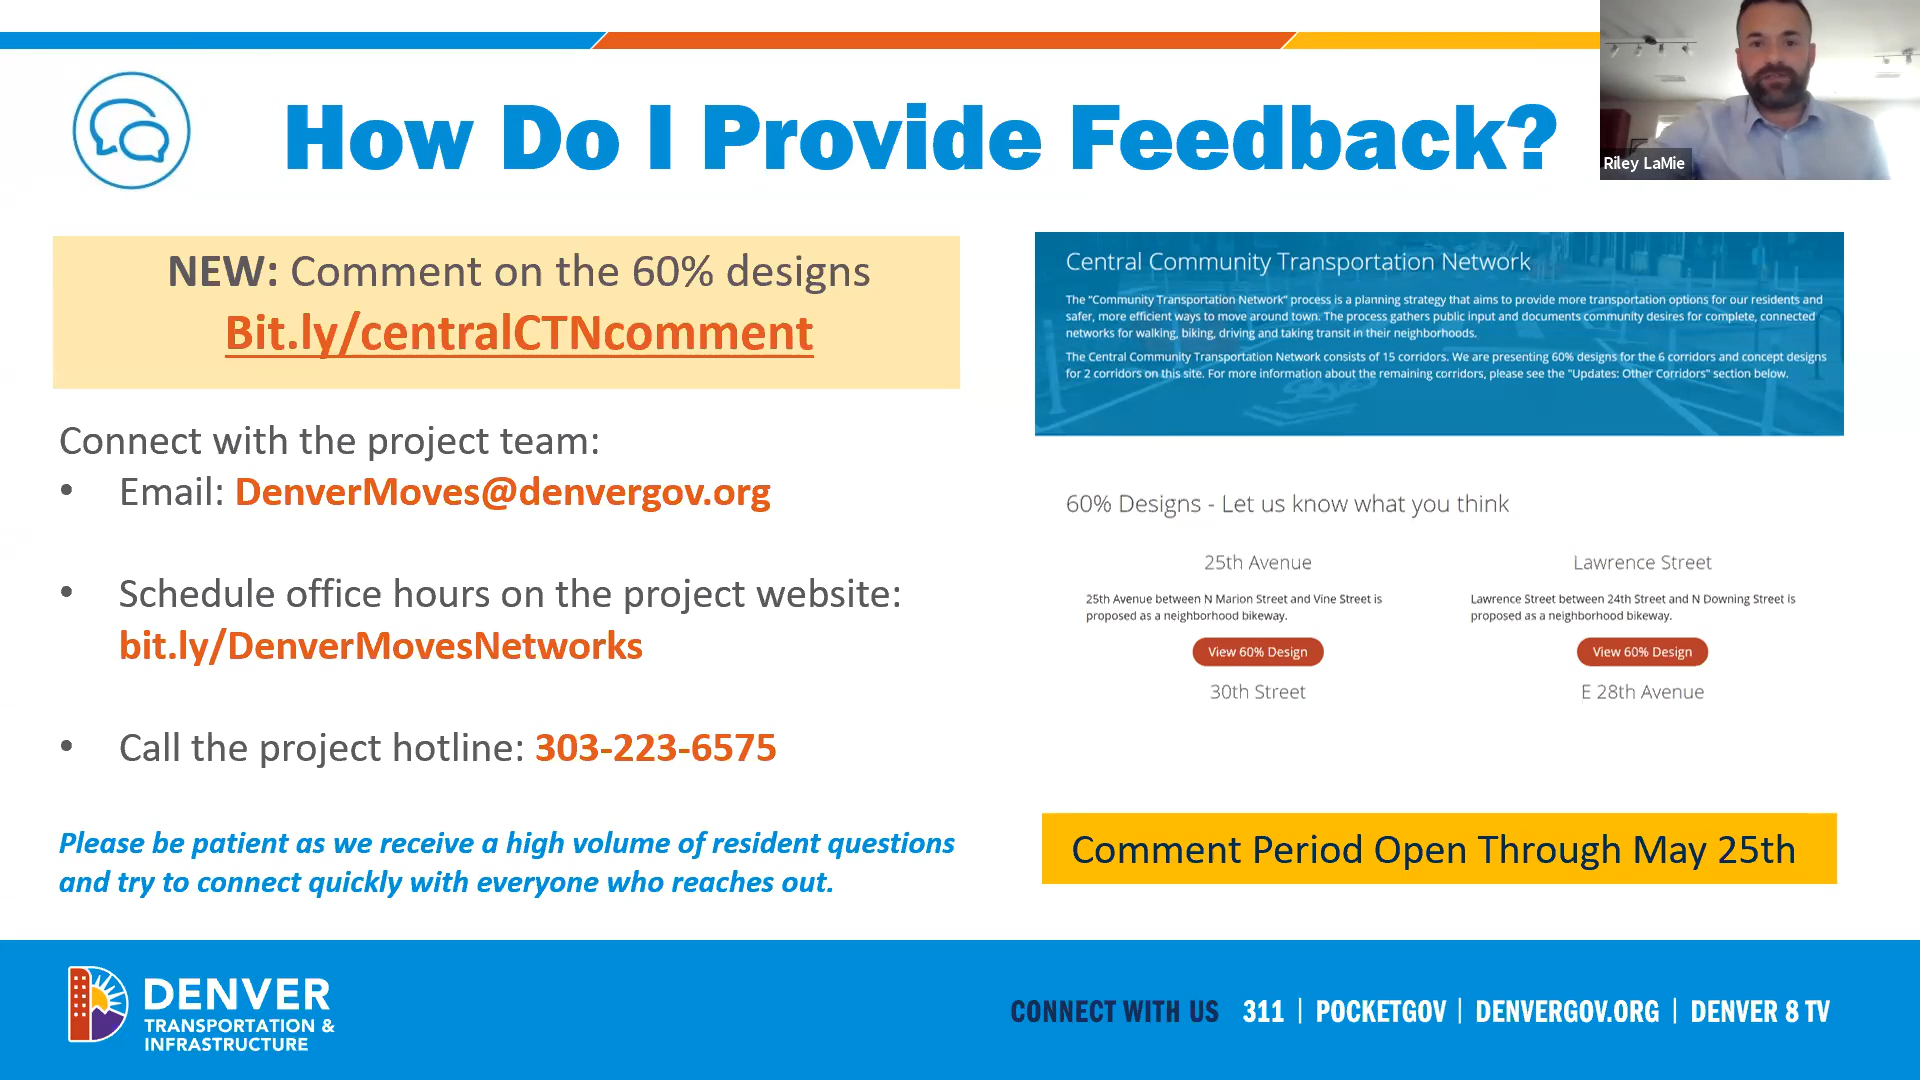 How Do I Provide Feedback?
Riley LaMie
NEW: Comment on the 60% designs
Bit.ly/centralCTNcomment
Connect with the project team:
• Email: DenverMoves@denvergov.org
• Schedule office hours on the project website:
bit.ly/DenverMovesNetworks
• Call the project hotline: 303-223-6575
Please be patient as we receive a high volume of resident questions
and try to connect quickly with everyone who reaches out.
Central Community Transportation Network
The "Community Transportation Network" process is a planning strategy that aims to provide more transportation options for our residents and
safer, more efficient ways to move around town. The process gathers public input and documents community desires for complete, connected
networks for walking, biking, driving and taking transit in their neighborhoods.
The Central Community Transportation Network consists of 15 corridors. We are presenting 60% designs for the 6 corridors and concept designs
for 2 corridors on this site. For more information about the remaining corridors, please see the "Updates: Other Corridors" section below.
60% Designs - Let us know what you think
25th Avenue
25th Avenue between N Marion Street and Vine Street is
proposed as a neighborhood bikeway.
View 60% Design
30th Street
Lawrence Street
Lawrence Street between 24th Street and N Downing Street is
proposed as a neighborhood bikeway.
View 60% Design
E 28th Avenue
Comment Period Open Through May 25th
DENVER
TRANSPORTATION &
INFRASTRUCTURE
CONNECT WITH US 311 | POCKETGOV | DENVERGOV.ORG | DENVER 8 TV